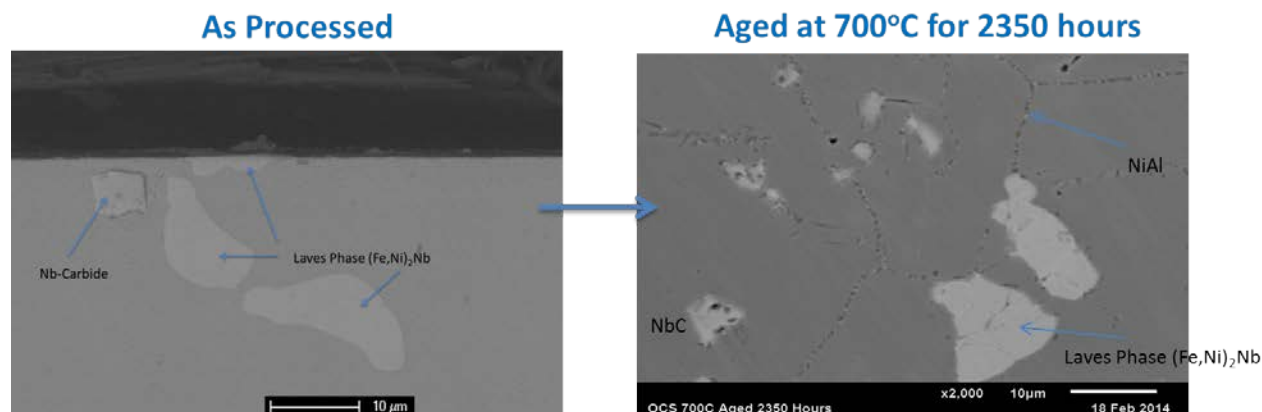 As Processed
Aged at 700°C for 2350 hours
Nb-Carbide
Laves Phase (Fe,Ni)₂Nb
10 μm
NiAl
NbC
Laves Phase (Fe,Ni)₂Nb
x2,000 10μm
OCS 700C Aged 2350 Hours 18 Feb 2014